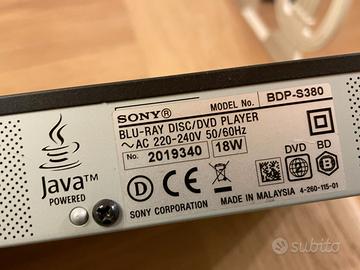 SONY® MODEL No. BDP-S380
BLU-RAY DISC/DVD PLAYER
~AC 220-240V 50/60Hz
No. 2019340 18W
Java™
POWERED
D CE DVD BD B
SONY CORPORATION MADE IN MALAYSIA 4-260-115-01
subito